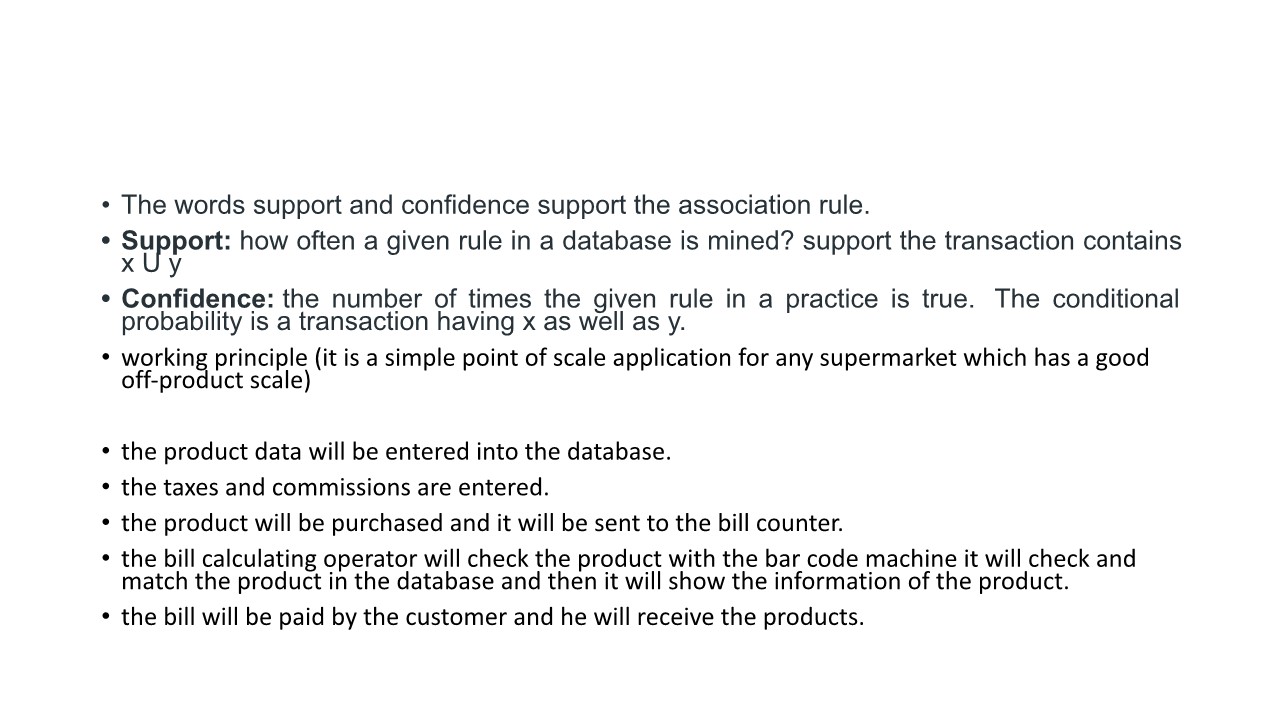 • The words support and confidence support the association rule.
• Support: how often a given rule in a database is mined? support the transaction contains
x U y
• Confidence: the number of times the given rule in a practice is true. The conditional
probability is a transaction having x as well as y.
• working principle (it is a simple point of scale application for any supermarket which has a good
off-product scale)
• the product data will be entered into the database.
• the taxes and commissions are entered.
• the product will be purchased and it will be sent to the bill counter.
• the bill calculating operator will check the product with the bar code machine it will check and
match the product in the database and then it will show the information of the product.
• the bill will be paid by the customer and he will receive the products.